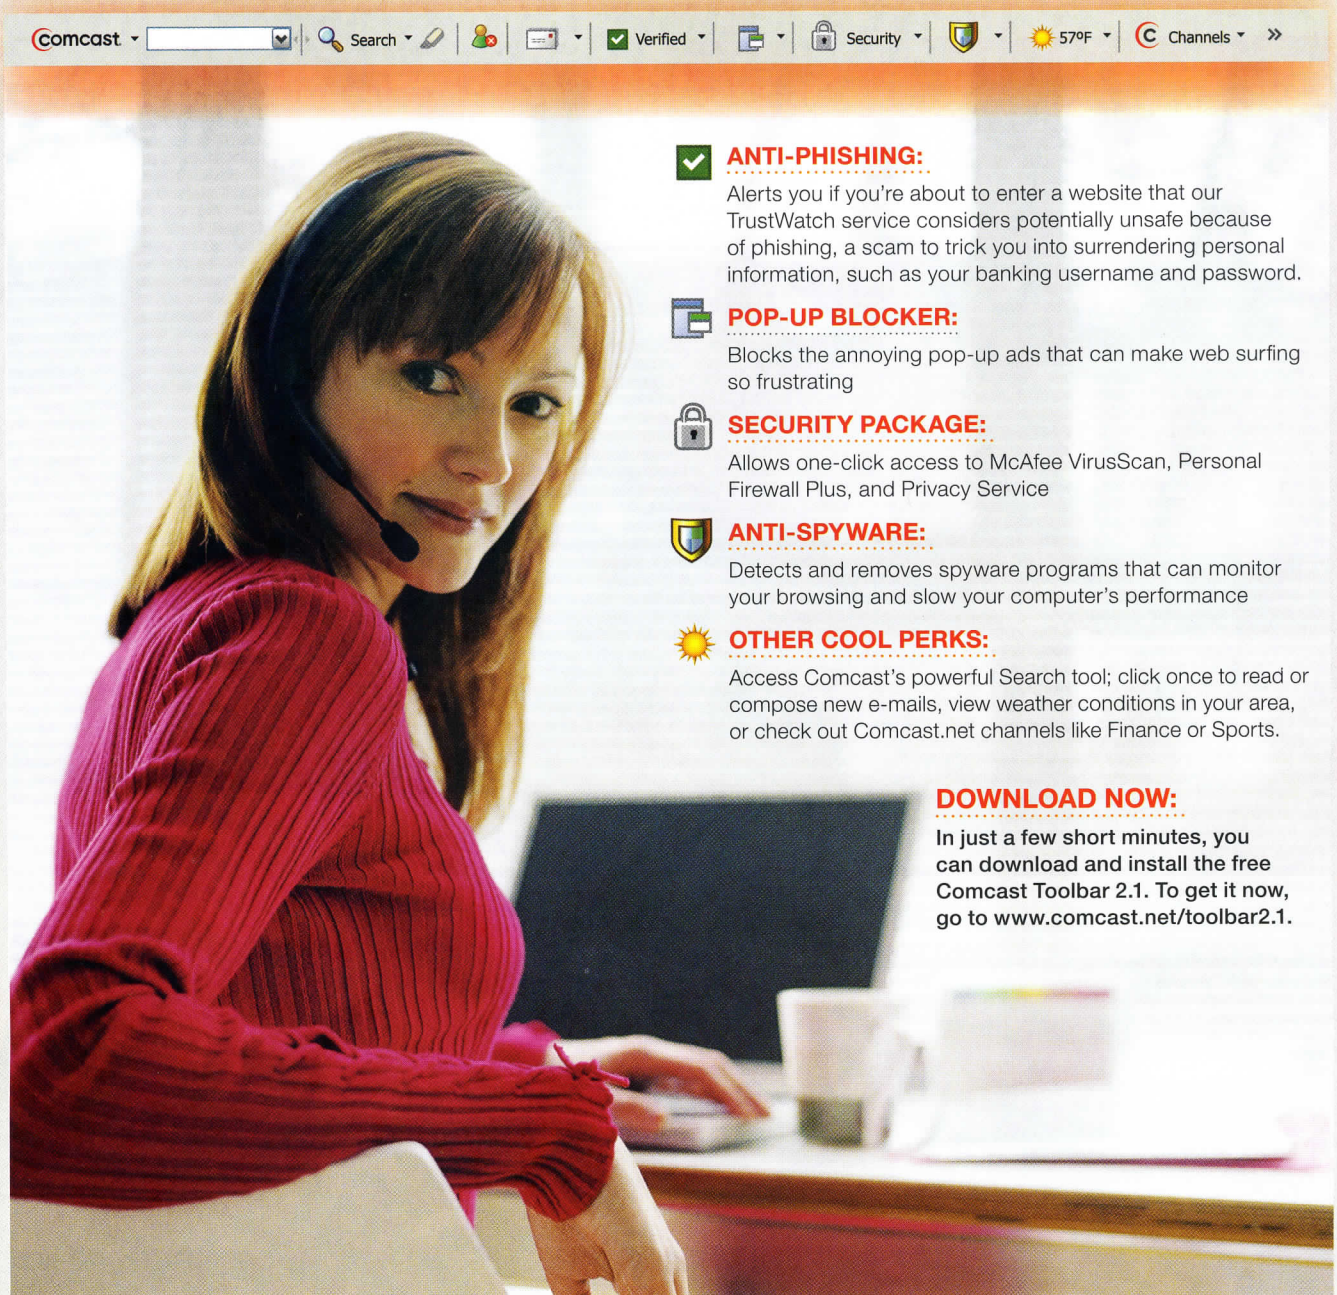 Comcast. Search Verified Security 57ºF Channels »
ANTI-PHISHING:
Alerts you if you're about to enter a website that our
TrustWatch service considers potentially unsafe because
of phishing, a scam to trick you into surrendering personal
information, such as your banking username and password.
POP-UP BLOCKER:
Blocks the annoying pop-up ads that can make web surfing
so frustrating
SECURITY PACKAGE:
Allows one-click access to McAfee VirusScan, Personal
Firewall Plus, and Privacy Service
ANTI-SPYWARE:
Detects and removes spyware programs that can monitor
your browsing and slow your computer's performance
OTHER COOL PERKS:
Access Comcast's powerful Search tool; click once to read or
compose new e-mails, view weather conditions in your area,
or check out Comcast.net channels like Finance or Sports.
DOWNLOAD NOW:
In just a few short minutes, you
can download and install the free
Comcast Toolbar 2.1. To get it now,
go to www.comcast.net/toolbar2.1.